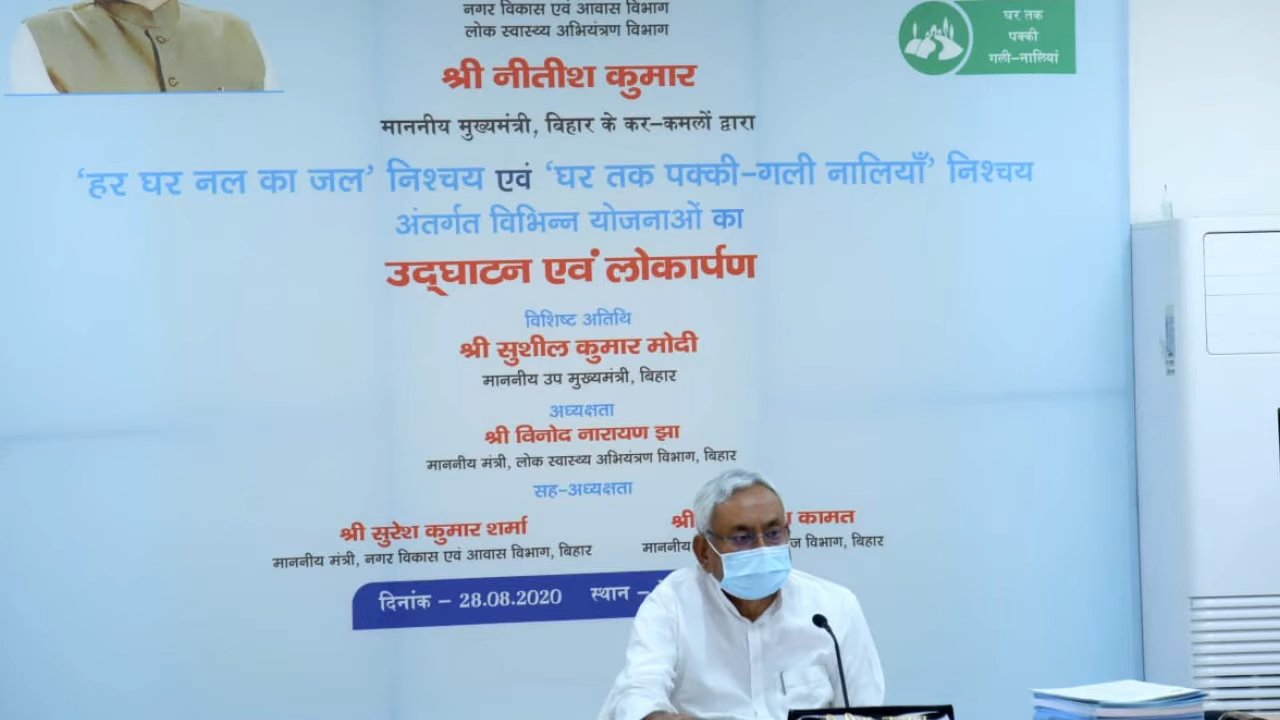 नगर विकास एवं आवास विभाग
लोक स्वास्थ्य अभियंत्रण विभाग
श्री नीतीश कुमार
माननीय मुख्यमंत्री, बिहार के कर-कमलों द्वारा
'हर घर नल का जल' निश्चय एवं 'घर तक पक्की-गली नालियाँ' निश्चय
अंतर्गत विभिन्न योजनाओं का
उद्घाटन एवं लोकार्पण
विशिष्ट अतिथि
श्री सुशील कुमार मोदी
माननीय उप मुख्यमंत्री, बिहार
अध्यक्षता
श्री विनोद नारायण झा
माननीय मंत्री, लोक स्वास्थ्य अभियंत्रण विभाग, बिहार
सह-अध्यक्षता
श्री सुरेश कुमार शर्मा
माननीय मंत्री, नगर विकास एवं आवास विभाग, बिहार
श्री कामत
माननीय विभाग, बिहार
दिनांक - 28.08.2020 स्थान -
घर तक
पक्की
गली-नालियां